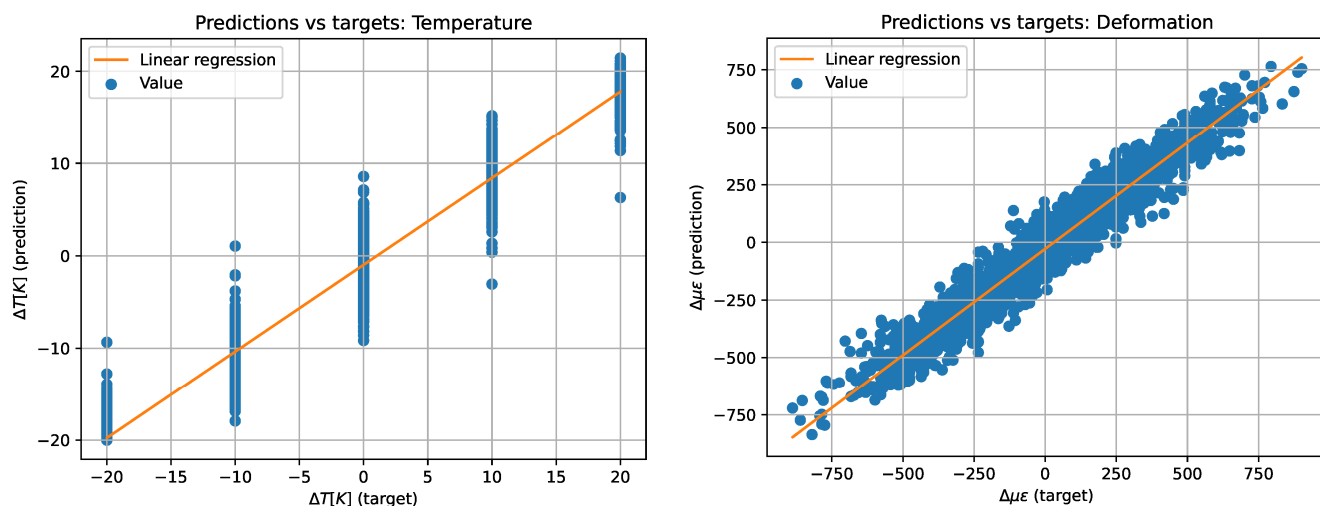 Predictions vs targets: Temperature
Linear regression
Value
20
10
0
−10
−20
ΔT[K] (prediction)
−20
−15
−10
−5
0
5
10
15
20
ΔT[K] (target)
Predictions vs targets: Deformation
Linear regression
Value
750
500
250
0
−250
−500
−750
Δµε (prediction)
−750
−500
−250
0
250
500
750
Δµε (target)